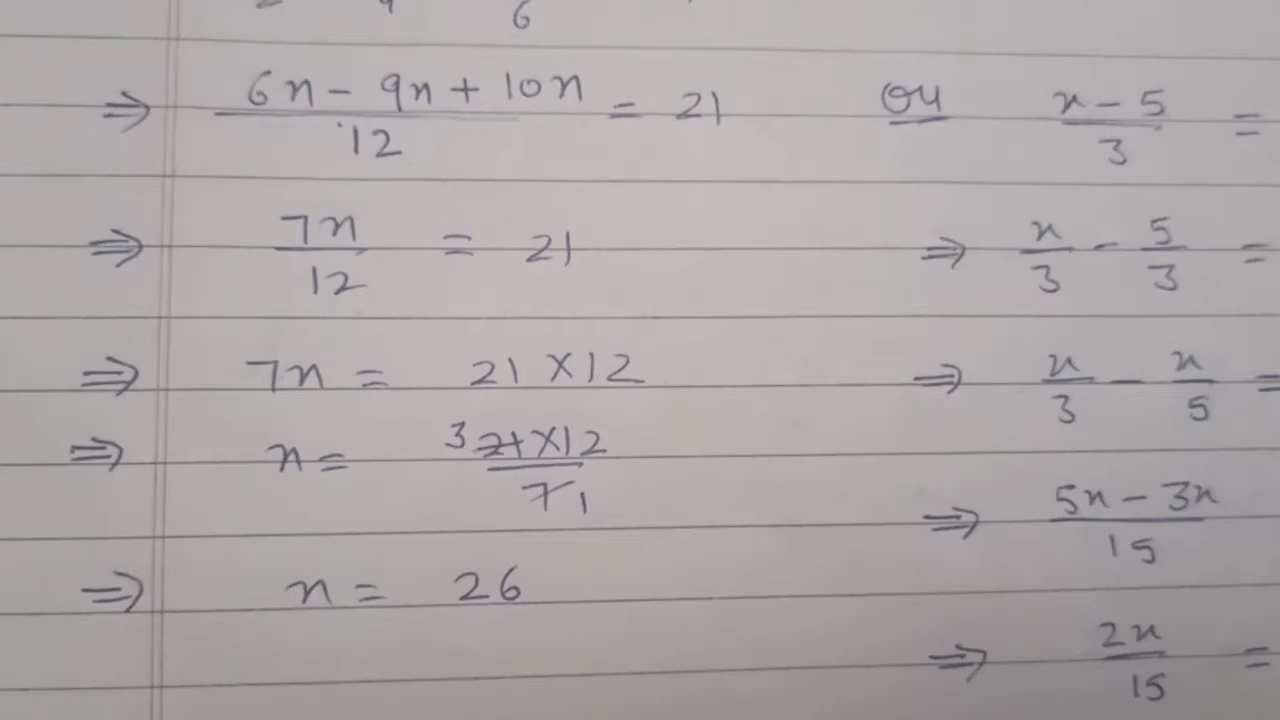 4 6
⇒ (6n - 9n + 10n)/12 = 21
⇒ 7n/12 = 21
⇒ 7n = 21 × 12
⇒ n = 3 21 × 12 / 7 1
⇒ n = 26
Or (x - 5)/3 =
⇒ x/3 - 5/3 =
⇒ x/3 - x/5 =
⇒ (5x - 3x)/15
⇒ 2x/15 =